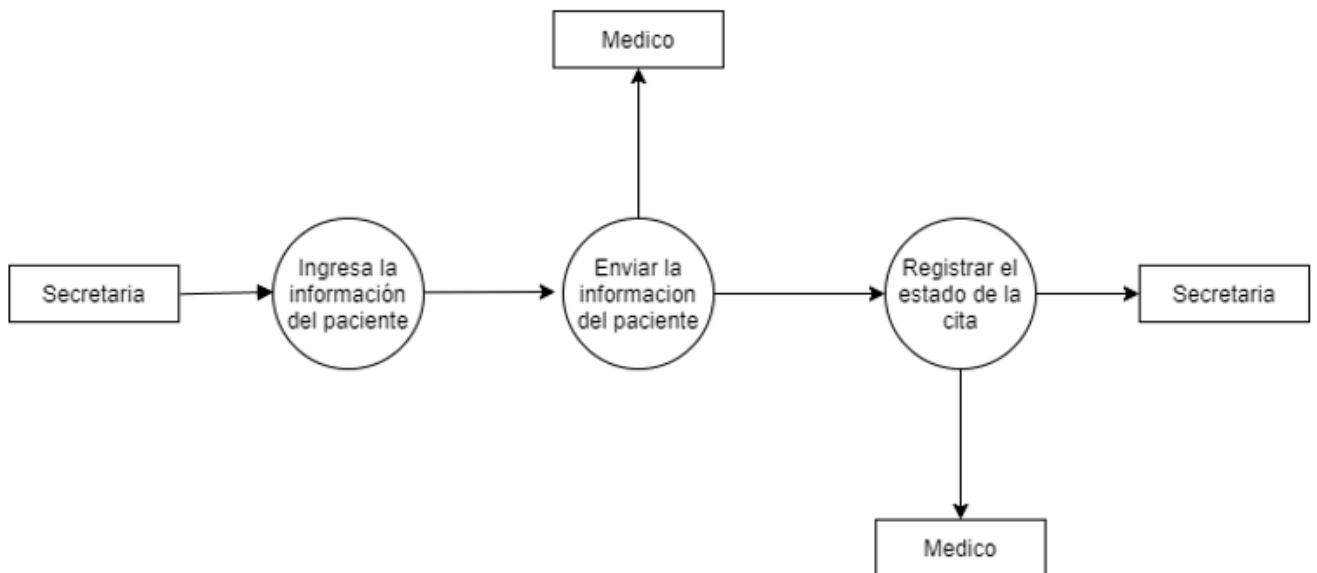 Medico
Secretaria
Ingresa la
información
del paciente
Enviar la
informacion
del paciente
Registrar el
estado de la
cita
Secretaria
Medico